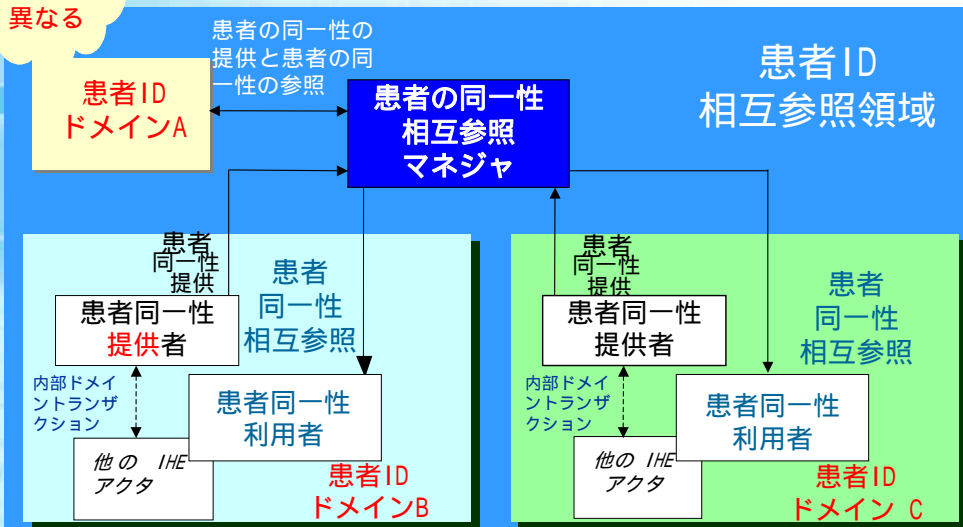 異なる
患者ID
ドメインA
患者の同一性の
提供と患者の同
一性の参照
患者の同一性
相互参照
マネジャ
患者ID
相互参照領域
患者
同一性
提供
患者同一性
提供者
患者
同一性
相互参照
内部ドメイ
ントランザ
クション
患者同一性
利用者
他の IHE
アクタ
患者ID
ドメインB
患者
同一性
提供
患者同一性
提供者
患者
同一性
相互参照
内部ドメイ
ントランザ
クション
患者同一性
利用者
他の IHE
アクタ
患者ID
ドメイン C